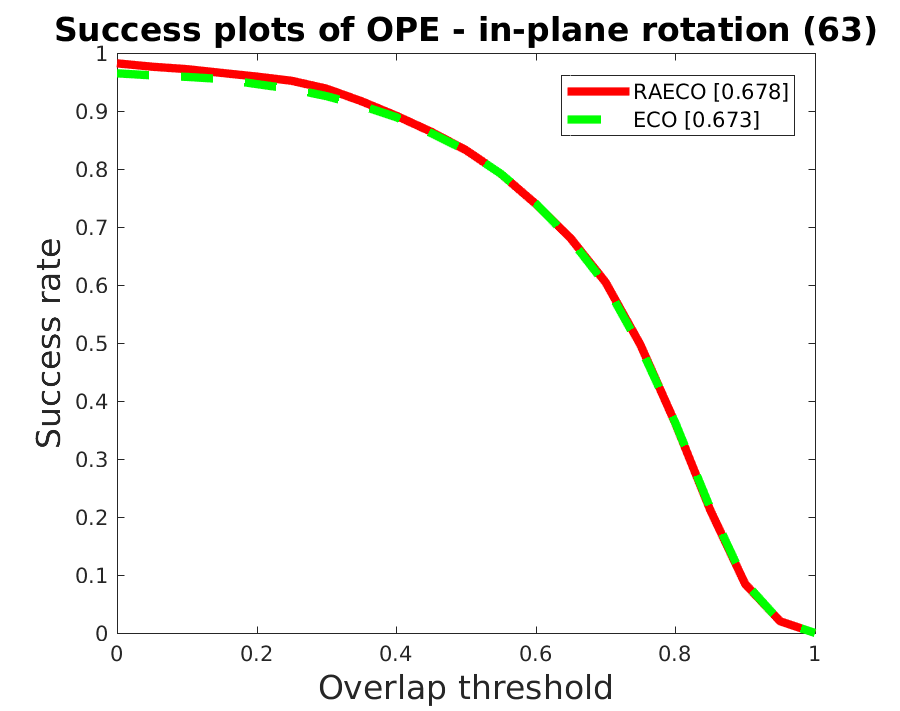 Success plots of OPE - in-plane rotation (63)
RAECO [0.678]
ECO [0.673]
Success rate
1
0.9
0.8
0.7
0.6
0.5
0.4
0.3
0.2
0.1
0
0 0.2 0.4 0.6 0.8 1
Overlap threshold